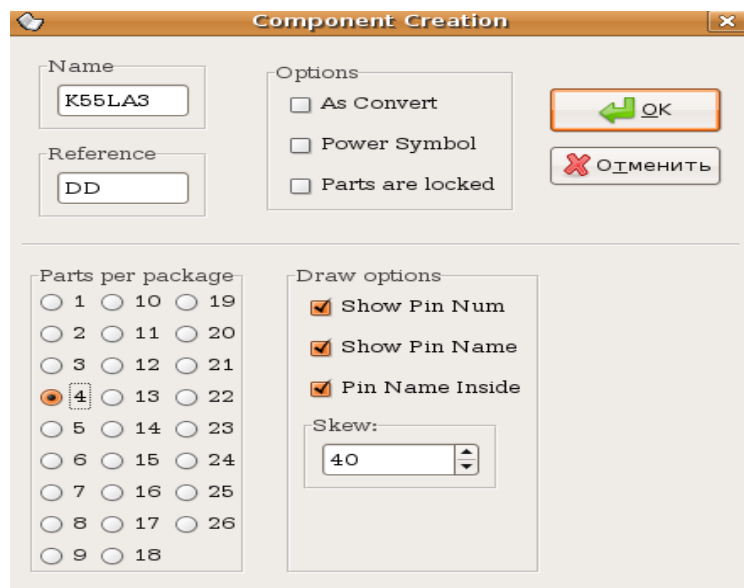 Component Creation
Name
K55LA3
Reference
DD
Options
As Convert
Power Symbol
Parts are locked
OK
Отменить
Parts per package
1 10 19
2 11 20
3 12 21
4 13 22
5 14 23
6 15 24
7 16 25
8 17 26
9 18
Draw options
Show Pin Num
Show Pin Name
Pin Name Inside
Skew:
40